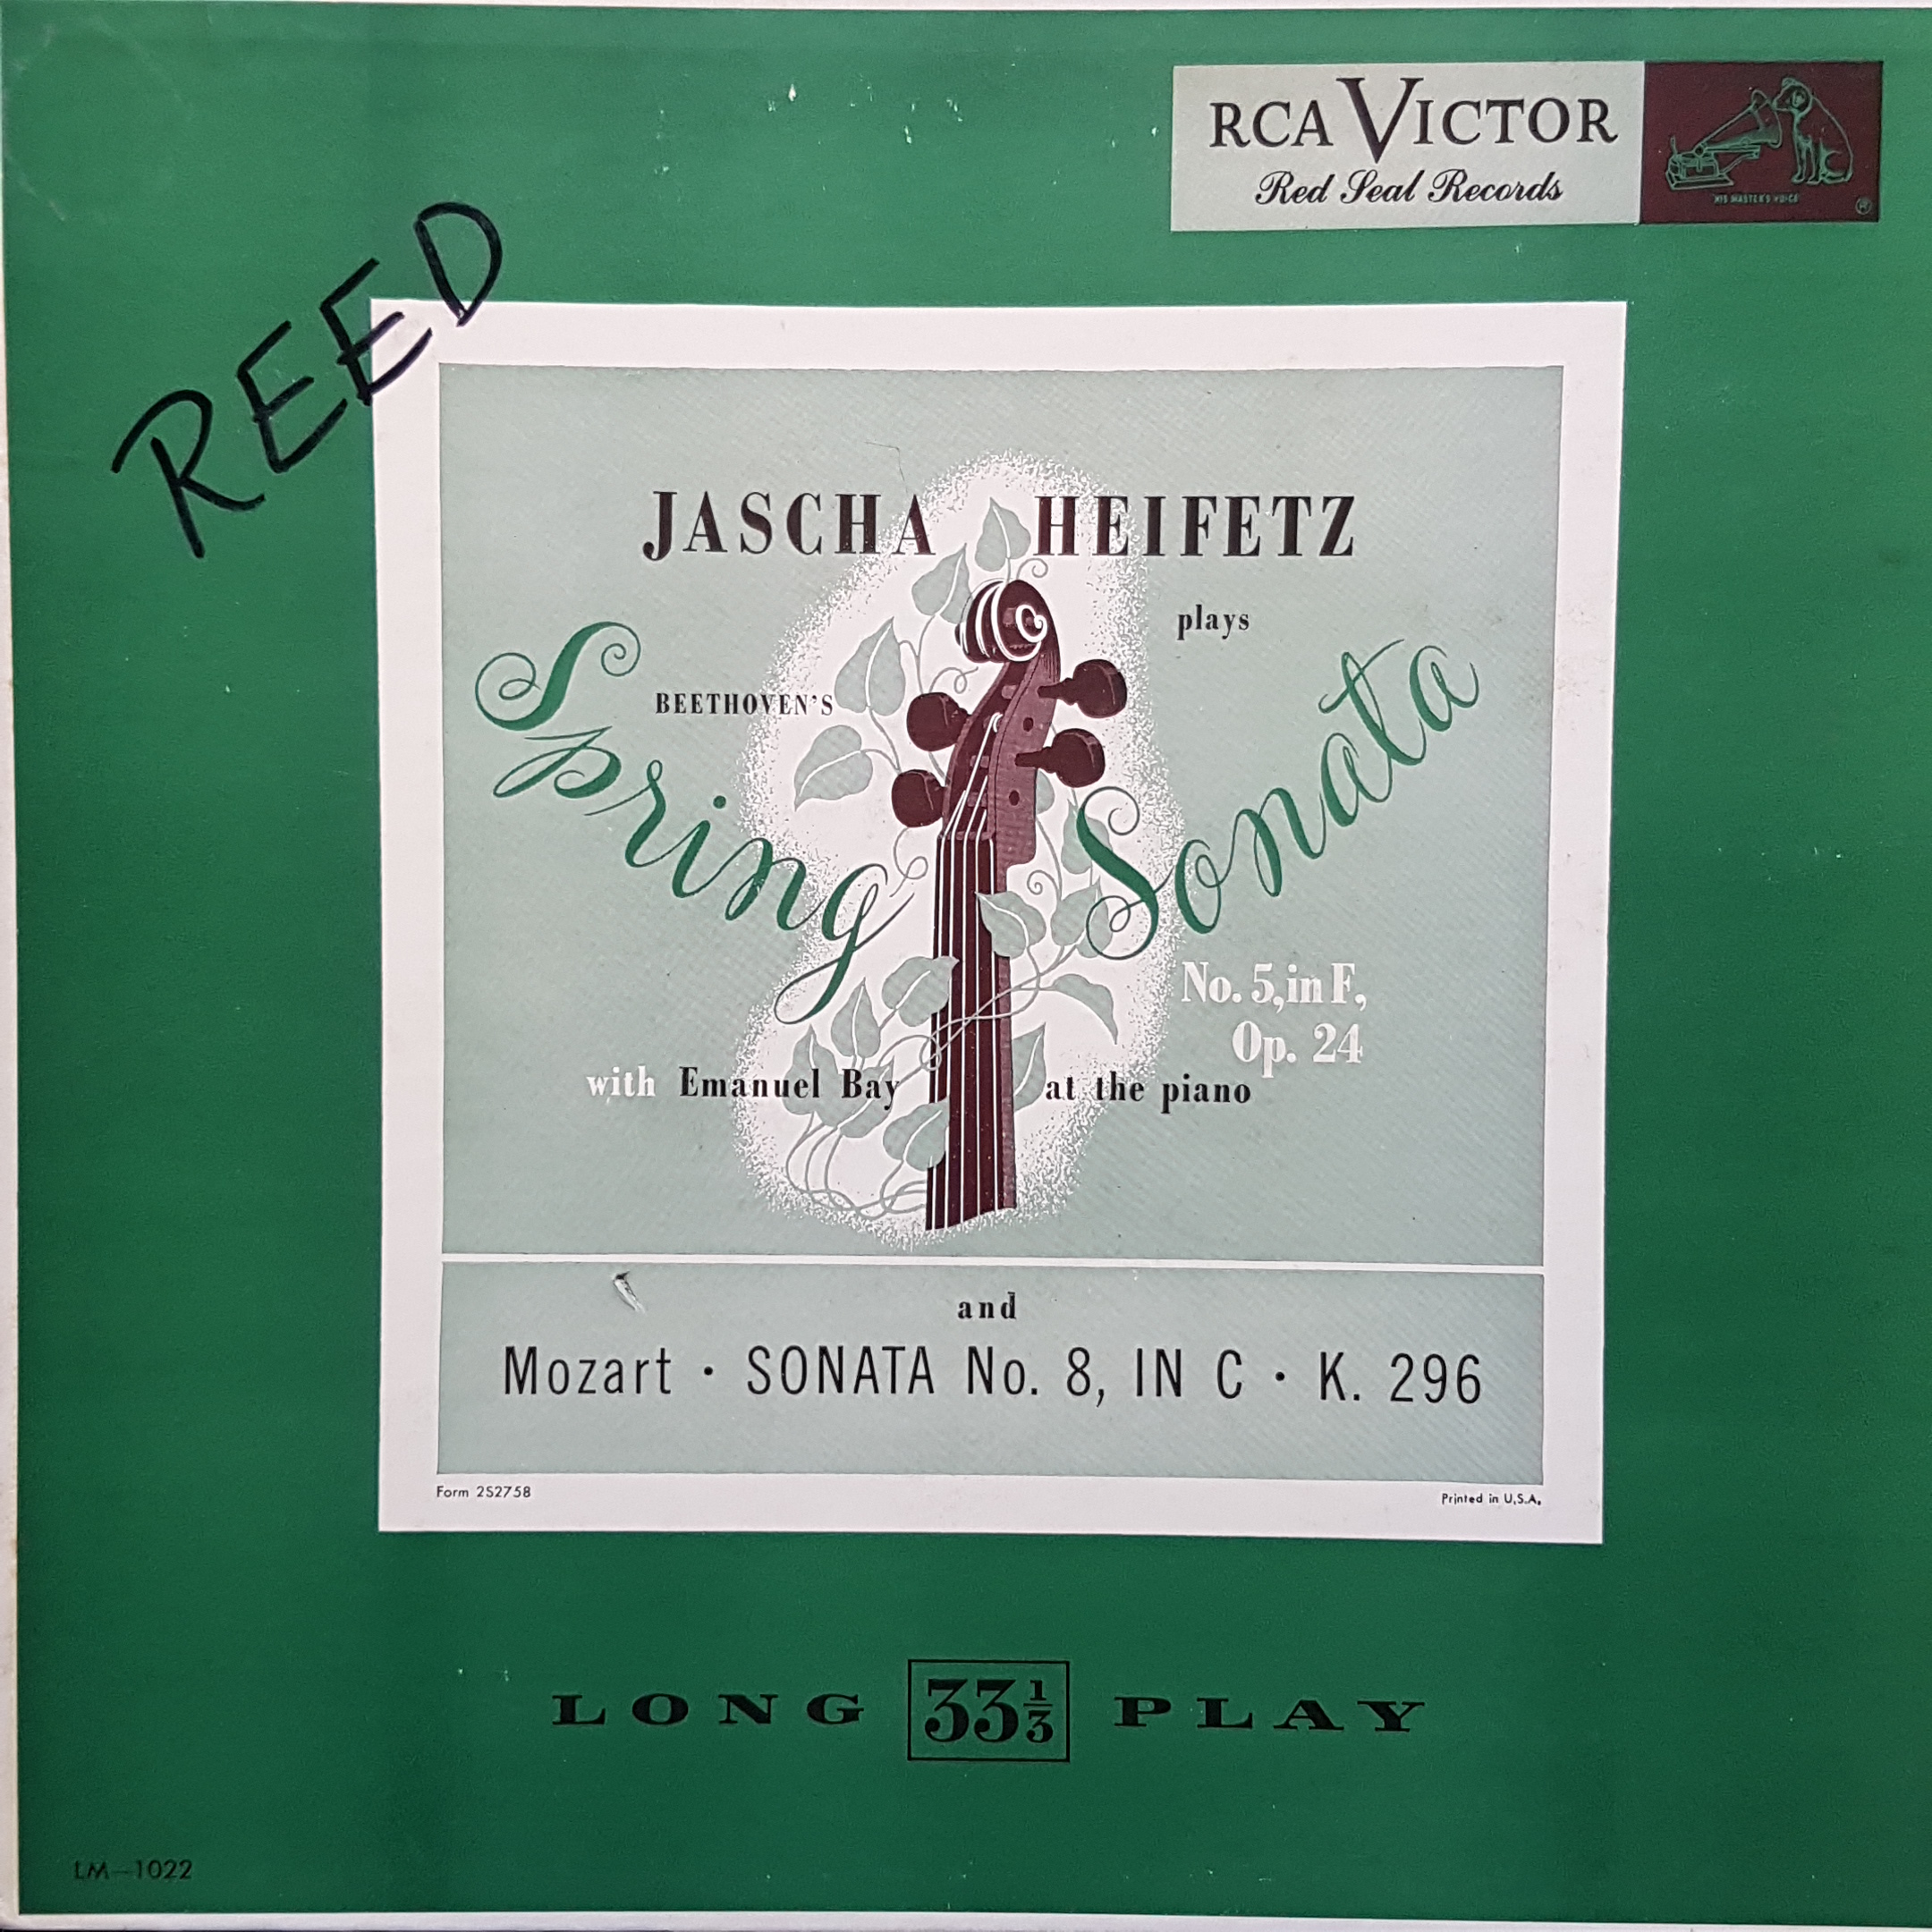 RCA VICTOR
Red Seal Records
HIS MASTER'S VOICE
®
REED
JASCHA HEIFETZ
plays
BEETHOVEN'S
Spring Sonata
No. 5, in F,
Op. 24
with Emanuel Bay at the piano
and
Mozart · SONATA No. 8, IN C · K. 296
Form 2S2758
Printed in U.S.A.
LONG 33⅓ PLAY
LM-1022